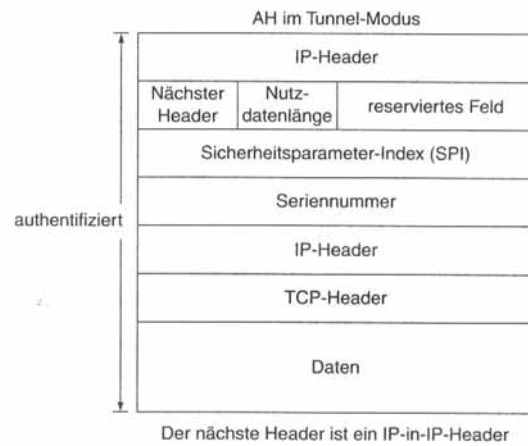 AH im Tunnel-Modus
IP-Header
Nächster
Header
Nutz-
datenlänge
reserviertes Feld
Sicherheitsparameter-Index (SPI)
Seriennummer
authentifiziert
IP-Header
TCP-Header
Daten
Der nächste Header ist ein IP-in-IP-Header